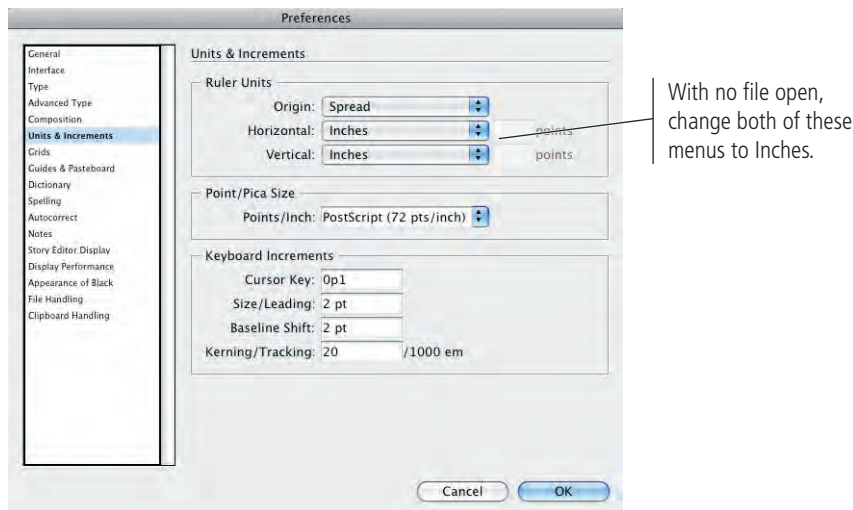 Preferences
General
Interface
Type
Advanced Type
Composition
Units & Increments
Grids
Guides & Pasteboard
Dictionary
Spelling
Autocorrect
Notes
Story Editor Display
Display Performance
Appearance of Black
File Handling
Clipboard Handling
Units & Increments
Ruler Units
Origin: Spread
Horizontal: Inches points
Vertical: Inches points
Point/Pica Size
Points/Inch: PostScript (72 pts/inch)
Keyboard Increments
Cursor Key: 0p1
Size/Leading: 2 pt
Baseline Shift: 2 pt
Kerning/Tracking: 20 /1000 em
Cancel OK
With no file open,
change both of these
menus to Inches.